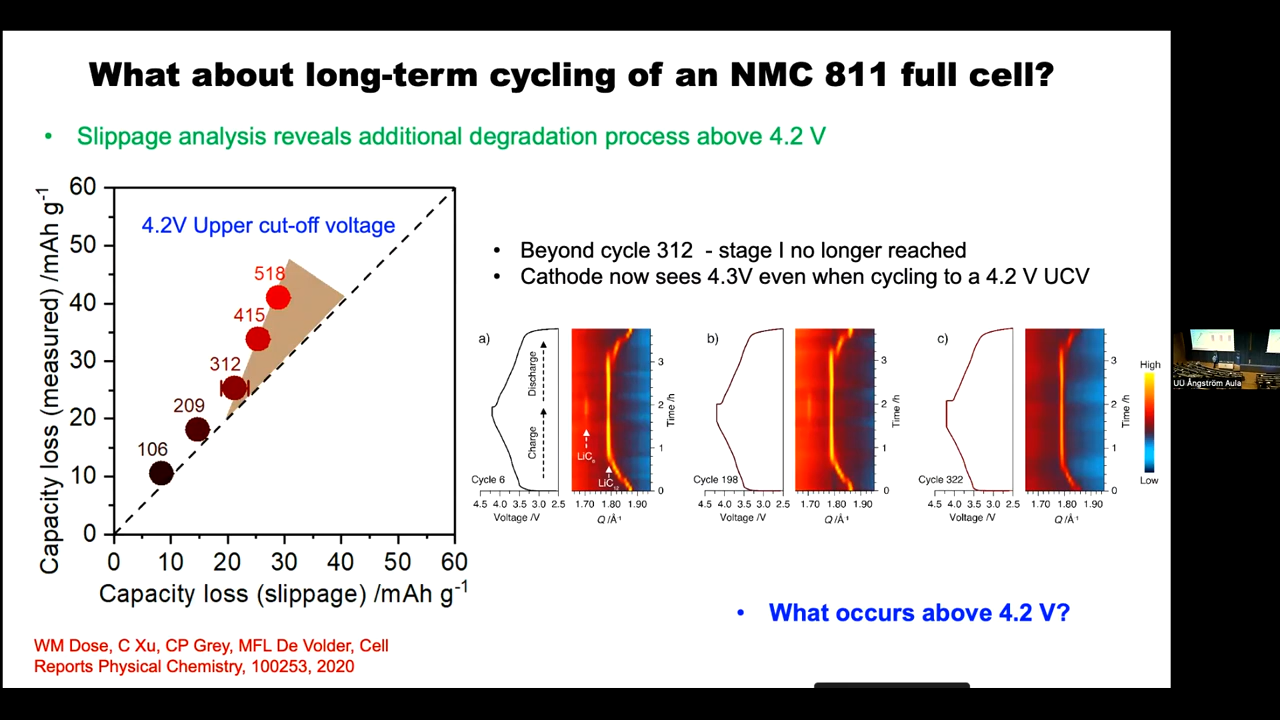 What about long-term cycling of an NMC 811 full cell?
• Slippage analysis reveals additional degradation process above 4.2 V
Capacity loss (measured) /mAh g⁻¹
60
50
40
30
20
10
0
4.2V Upper cut-off voltage
518
415
312
209
106
0 10 20 30 40 50 60
Capacity loss (slippage) /mAh g⁻¹
WM Dose, C Xu, CP Grey, MFL De Volder, Cell
Reports Physical Chemistry, 100253, 2020
• Beyond cycle 312 - stage I no longer reached
• Cathode now sees 4.3V even when cycling to a 4.2 V UCV
a)
Discharge
Charge
Cycle 6
4.5 4.0 3.5 3.0 2.5
Voltage /V
LiC₆
LiC₁₂
1.70 1.80 1.90
Q /Å⁻¹
3
2
1
0
Time /h
b)
Cycle 198
4.5 4.0 3.5 3.0 2.5
Voltage /V
1.70 1.80 1.90
Q /Å⁻¹
3
2
1
0
Time /h
c)
Cycle 322
4.5 4.0 3.5 3.0 2.5
Voltage /V
1.70 1.80 1.90
Q /Å⁻¹
3
2
1
0
Time /h
High
Low
• What occurs above 4.2 V?
UU Ångström Aula